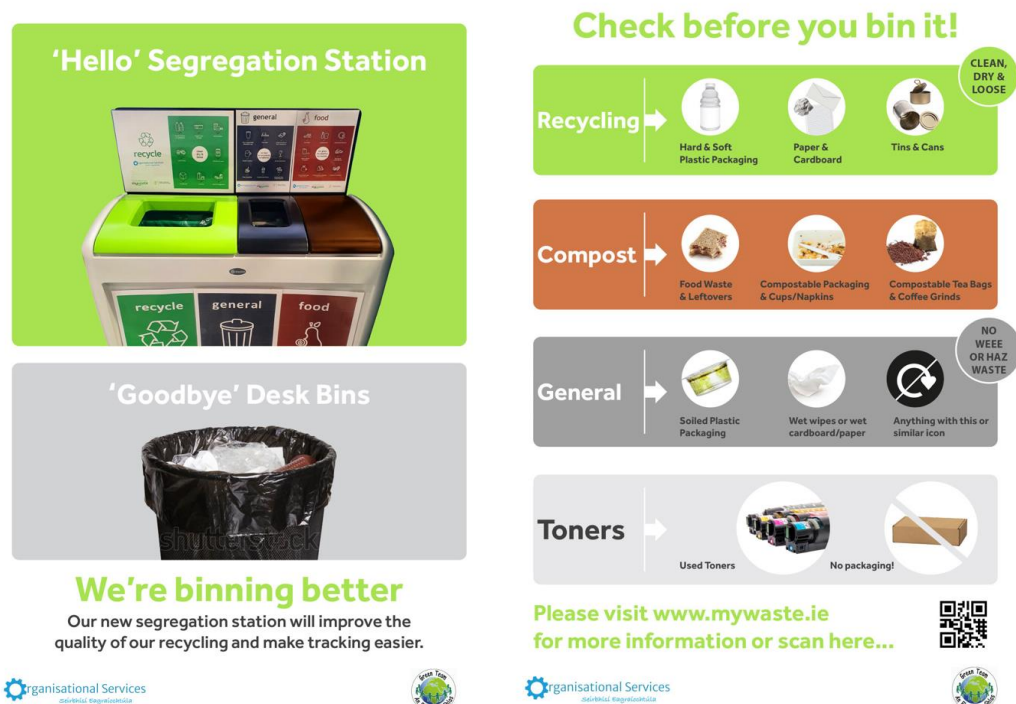 ‘Hello’ Segregation Station
recycle
general
food
recycle
general
food
‘Goodbye’ Desk Bins
shutterstock
We’re binning better
Our new segregation station will improve the
quality of our recycling and make tracking easier.
Organisational Services
Green Team
Check before you bin it!
CLEAN,
DRY &
LOOSE
Recycling
Hard & Soft
Plastic Packaging
Paper &
Cardboard
Tins & Cans
Compost
Food Waste
& Leftovers
Compostable Packaging
& Cups/Napkins
Compostable Tea Bags
& Coffee Grinds
NO
WEEE
OR HAZ
WASTE
General
Soiled Plastic
Packaging
Wet wipes or wet
cardboard/paper
Anything with this or
similar icon
Toners
Used Toners
No packaging!
Please visit www.mywaste.ie
for more information or scan here...
Organisational Services
Green Team